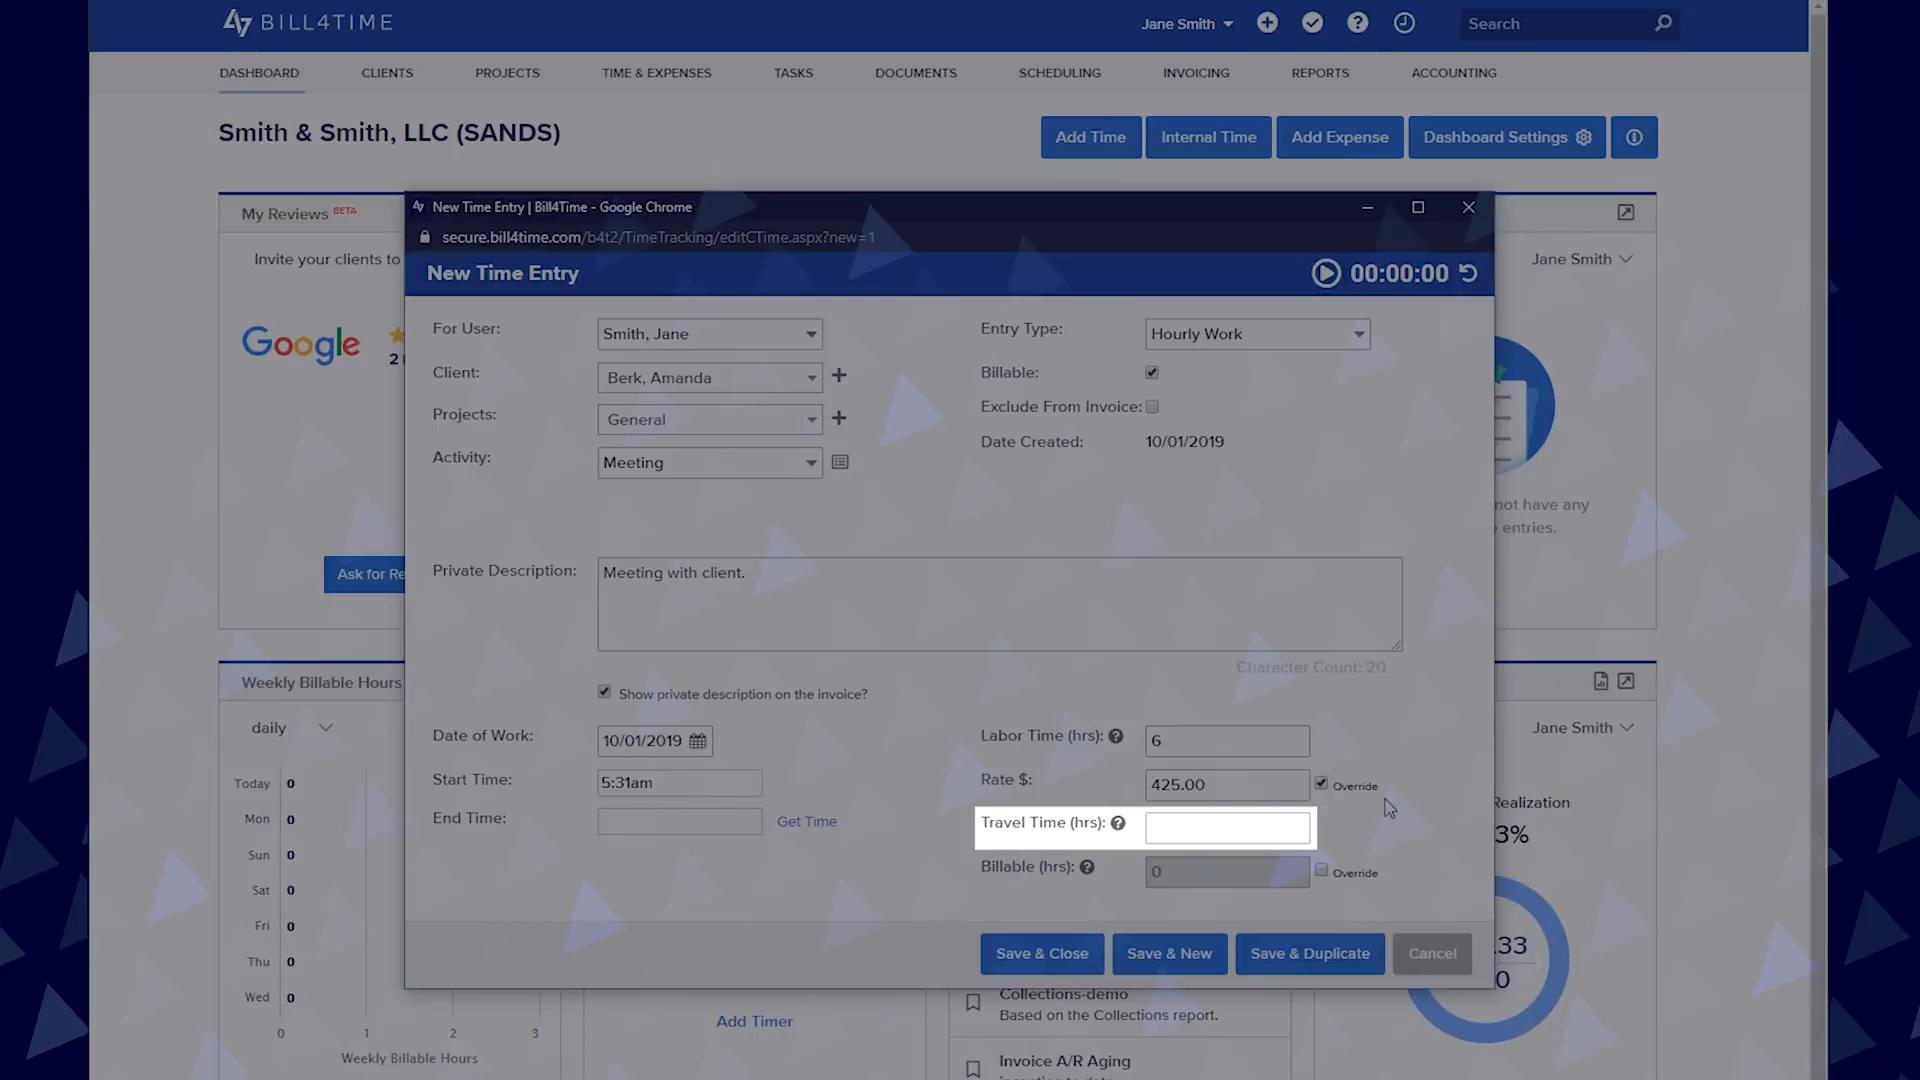 BILL4TIME
Jane Smith
Search
DASHBOARD
CLIENTS
PROJECTS
TIME & EXPENSES
TASKS
DOCUMENTS
SCHEDULING
INVOICING
REPORTS
ACCOUNTING
Smith & Smith, LLC (SANDS)
Add Time
Internal Time
Add Expense
Dashboard Settings
My Reviews BETA
Invite your clients to
Google
2
Ask for Re
Jane Smith
not have any
entries.
New Time Entry | Bill4Time - Google Chrome
secure.bill4time.com/b4t2/TimeTracking/editCTime.aspx?new=1
New Time Entry
00:00:00
For User:
Smith, Jane
Entry Type:
Hourly Work
Client:
Berk, Amanda
Billable:
Projects:
General
Exclude From Invoice:
Date Created:
10/01/2019
Activity:
Meeting
Private Description:
Meeting with client.
Character Count: 20
Show private description on the invoice?
Date of Work:
10/01/2019
Labor Time (hrs):
6
Start Time:
5:31am
Rate $:
425.00
Override
End Time:
Get Time
Travel Time (hrs):
Billable (hrs):
0
Override
Save & Close
Save & New
Save & Duplicate
Cancel
Weekly Billable Hours
daily
Today 0
Mon 0
Sun 0
Sat 0
Fri 0
Thu 0
Wed 0
0 1 2 3
Weekly Billable Hours
Add Timer
Collections-demo
Based on the Collections report.
Invoice A/R Aging
Jane Smith
Realization
3%
.33
0